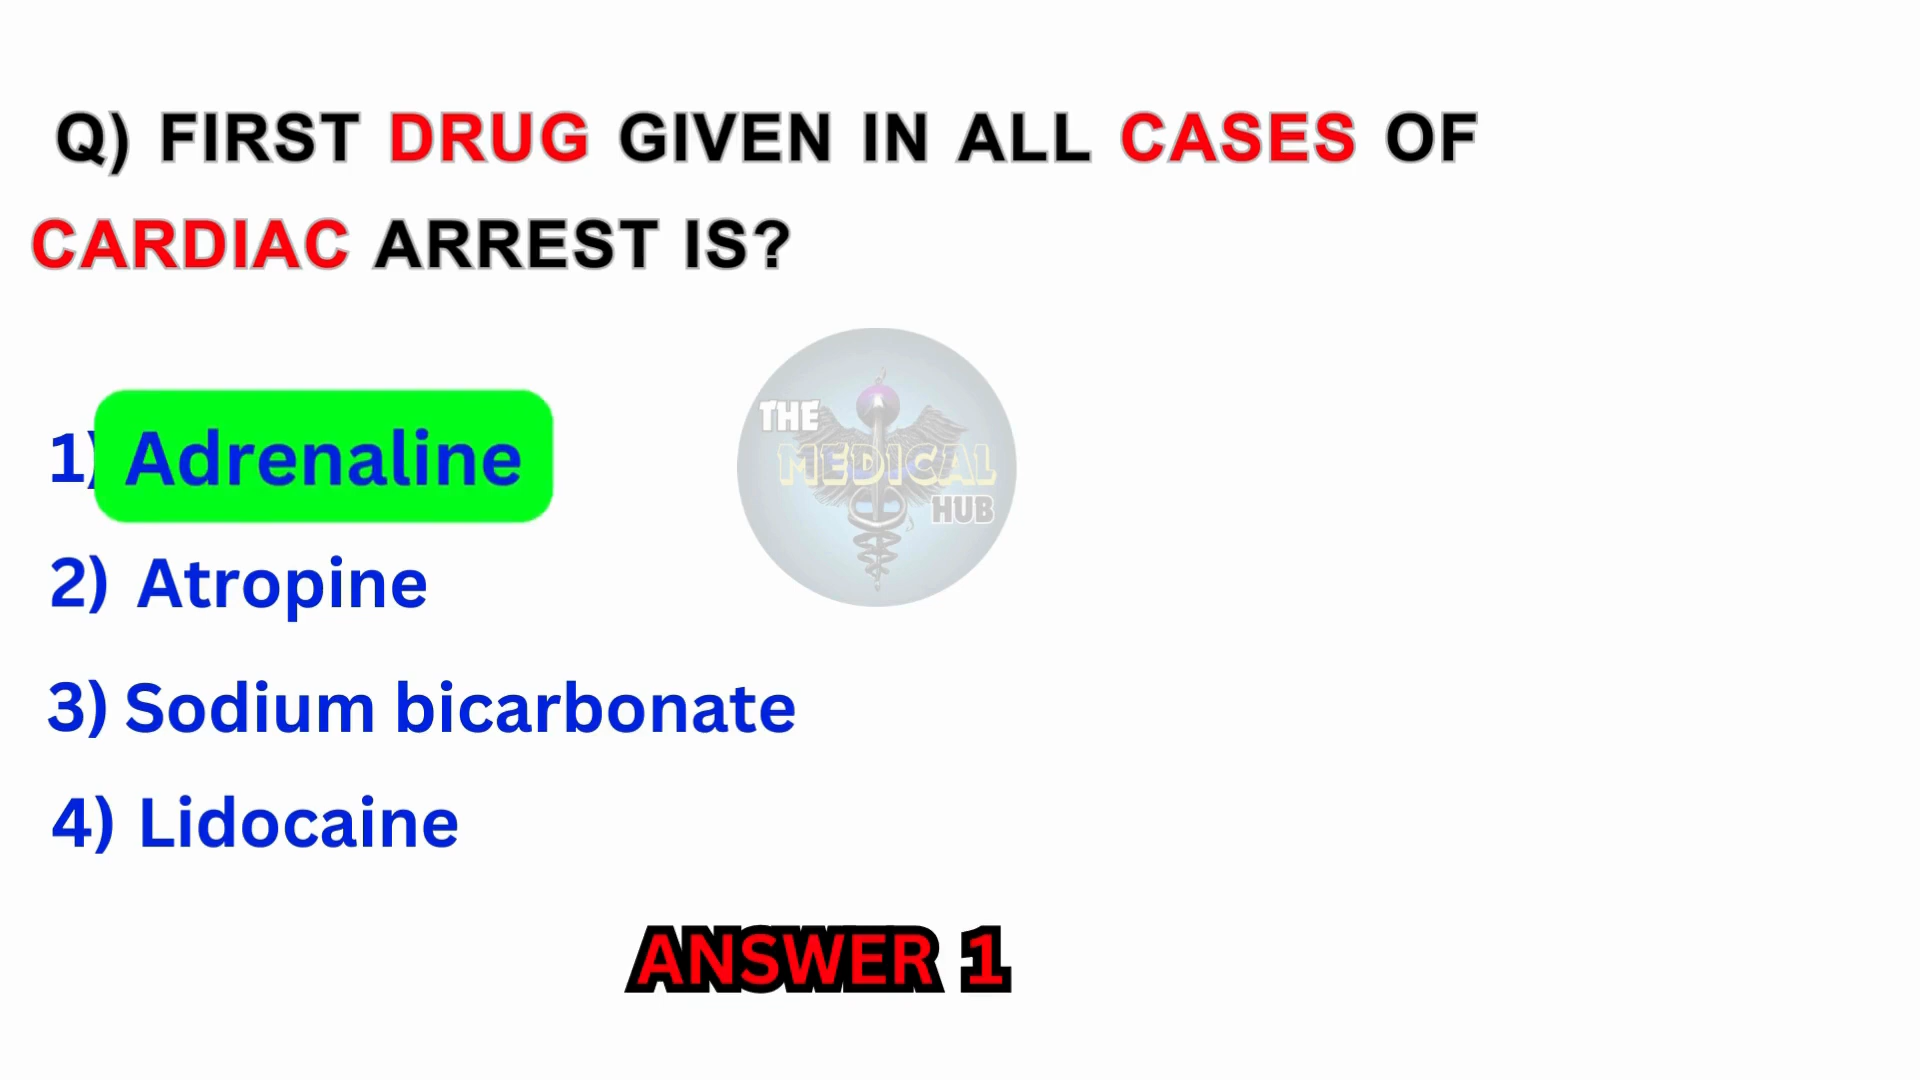 Q) FIRST DRUG GIVEN IN ALL CASES OF
CARDIAC ARREST IS?
1) Adrenaline
THE
MEDICAL
HUB
2) Atropine
3) Sodium bicarbonate
4) Lidocaine
ANSWER 1